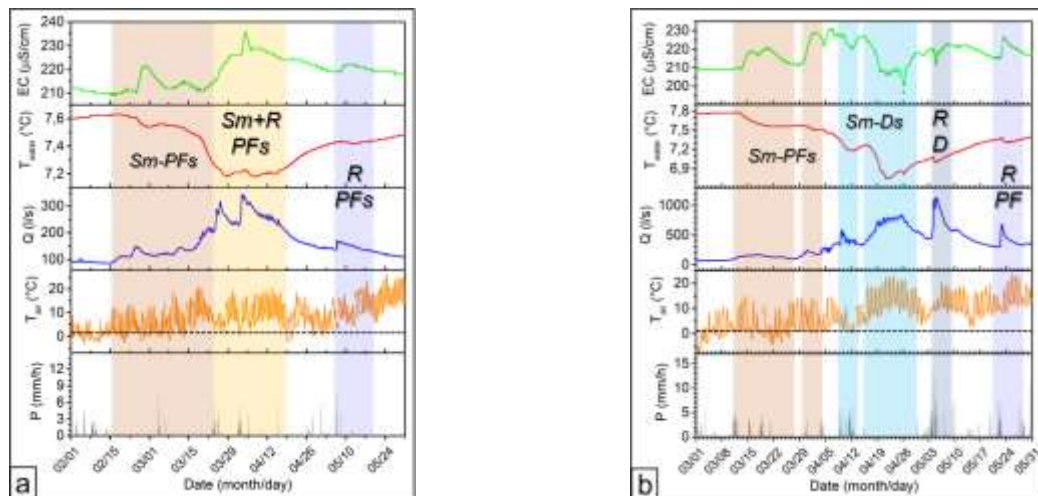 240
230
220
210
EC (µS/cm)
7,6
7,4
7,2
T water (°C)
Sm-PFs
Sm+R
PFs
R
PFs
300
200
100
Q (l/s)
20
10
0
T air (°C)
12
9
6
3
0
P (mm/h)
02/01
02/15
03/01
03/15
03/29
04/12
04/26
05/10
05/24
Date (month/day)
a
230
220
210
200
EC (µS/cm)
7,8
7,5
7,2
6,9
T water (°C)
Sm-PFs
Sm-Ds
R
D
R
PF
1000
500
0
Q (l/s)
20
10
0
T air (°C)
15
10
5
0
P (mm/h)
03/01
03/08
03/15
03/22
03/29
04/05
04/12
04/19
04/26
05/03
05/10
05/17
05/24
05/31
Date (month/day)
b